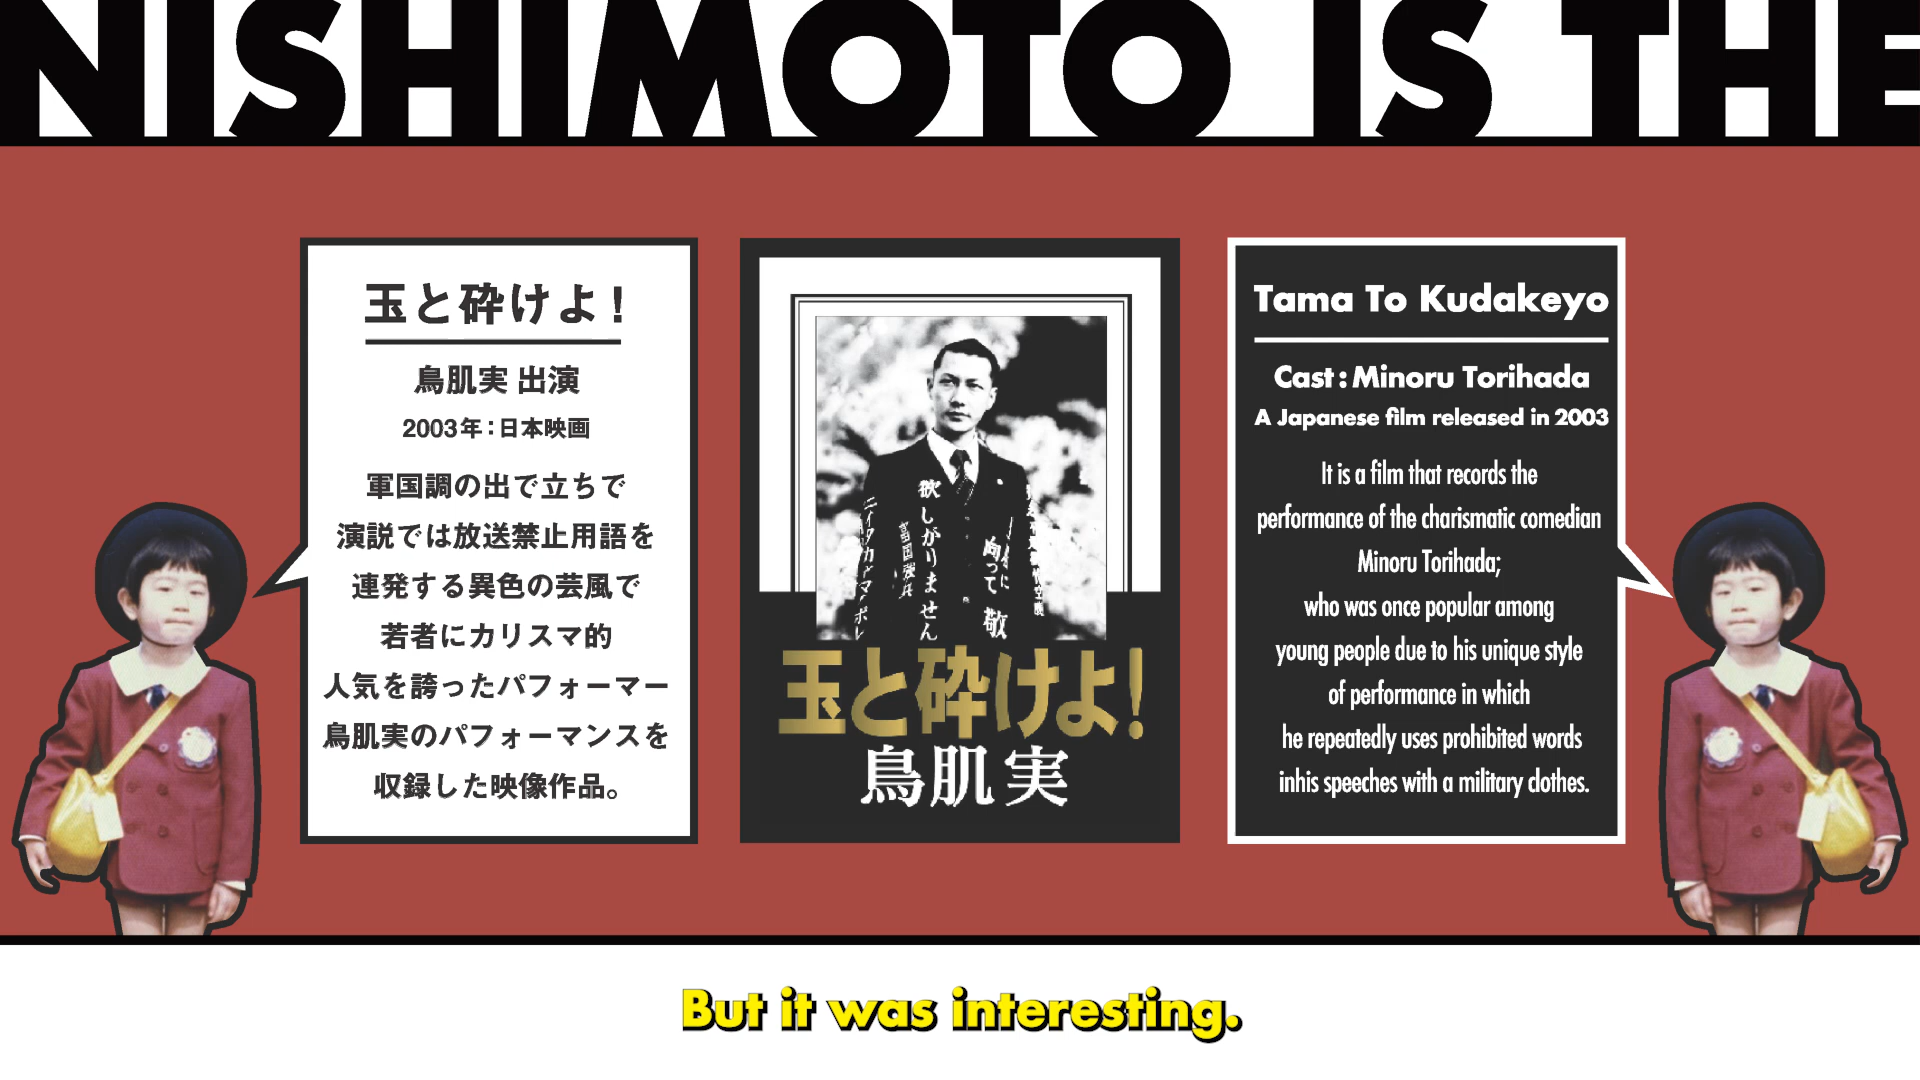 NISHIMOTO IS THE
玉と砕けよ!
鳥肌実 出演
2003年:日本映画
軍国調の出で立ちで
演説では放送禁止用語を
連発する異色の芸風で
若者にカリスマ的
人気を誇ったパフォーマー
鳥肌実のパフォーマンスを
収録した映像作品。
欲しがりません
向って
敬
玉と砕けよ!
鳥肌実
Tama To Kudakeyo
Cast:Minoru Torihada
A Japanese film released in 2003
It is a film that records the
performance of the charismatic comedian
Minoru Torihada;
who was once popular among
young people due to his unique style
of performance in which
he repeatedly uses prohibited words
inhis speeches with a military clothes.
But it was interesting.